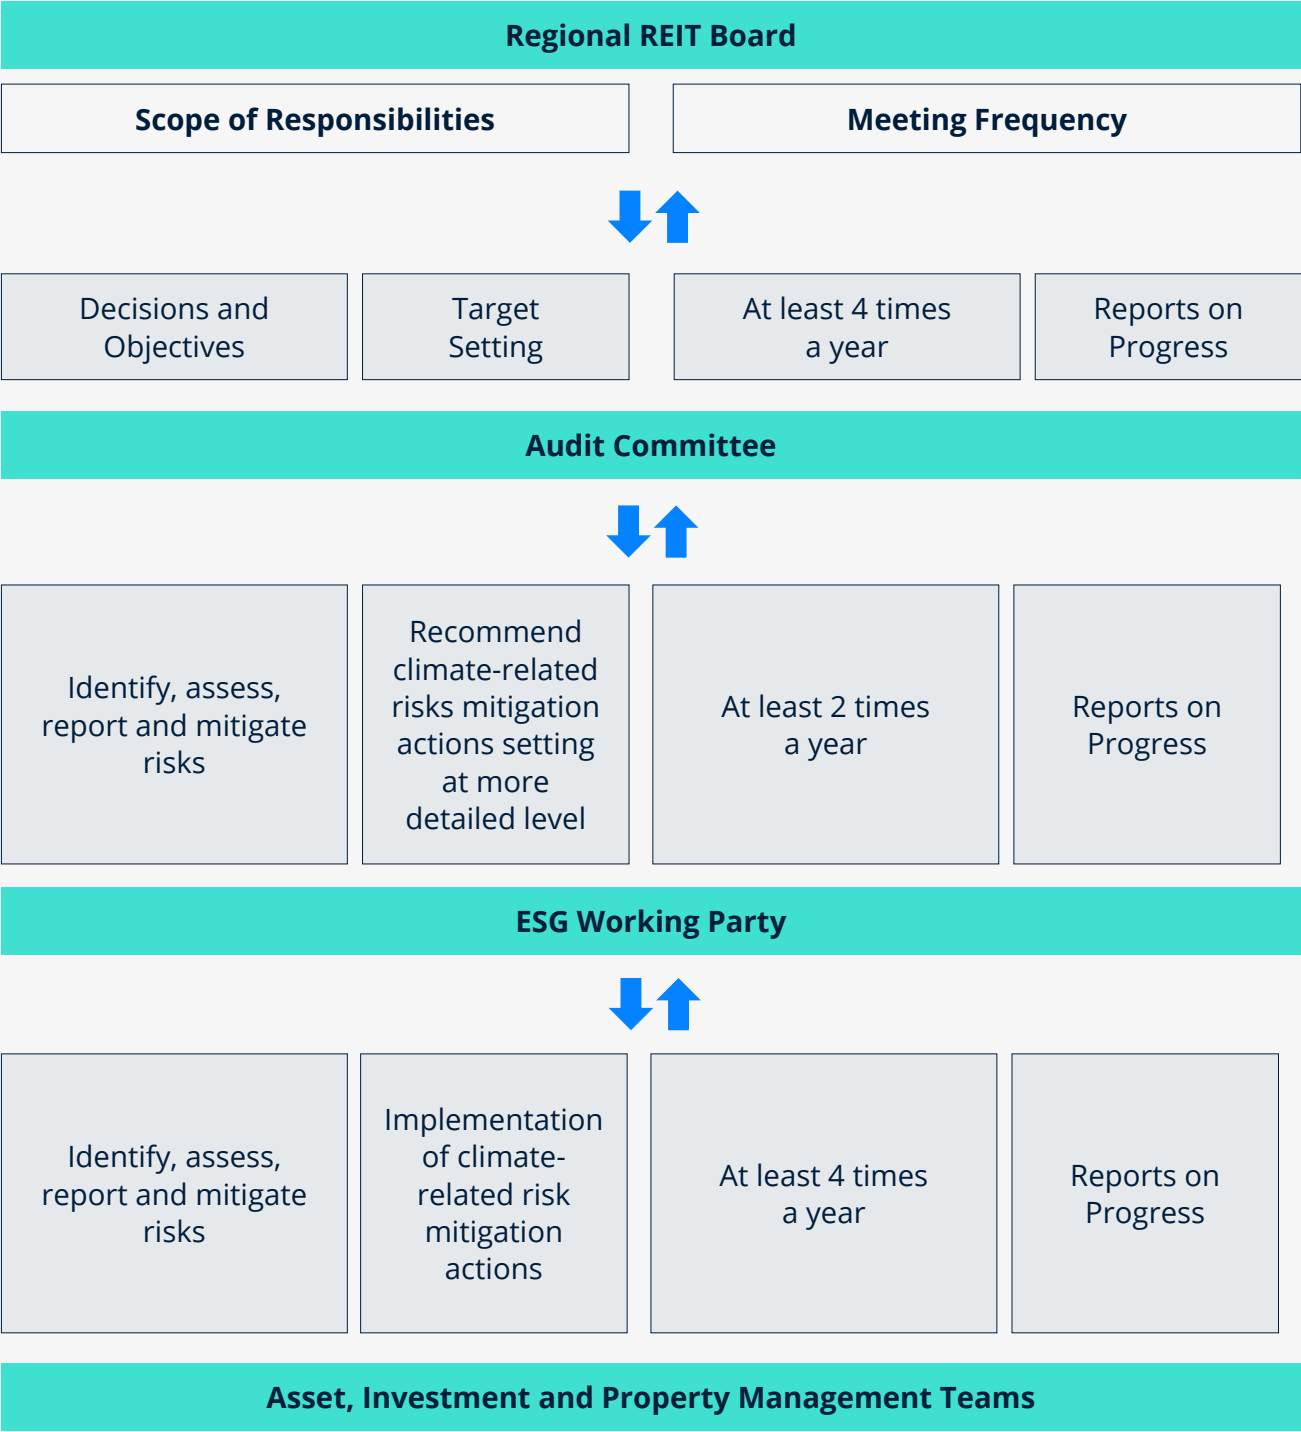 Regional REIT Board
Scope of Responsibilities
Meeting Frequency
Decisions and
Objectives
Target
Setting
At least 4 times
a year
Reports on
Progress
Audit Committee
Identify, assess,
report and mitigate
risks
Recommend
climate-related
risks mitigation
actions setting
at more
detailed level
At least 2 times
a year
Reports on
Progress
ESG Working Party
Identify, assess,
report and mitigate
risks
Implementation
of climate-
related risk
mitigation
actions
At least 4 times
a year
Reports on
Progress
Asset, Investment and Property Management Teams